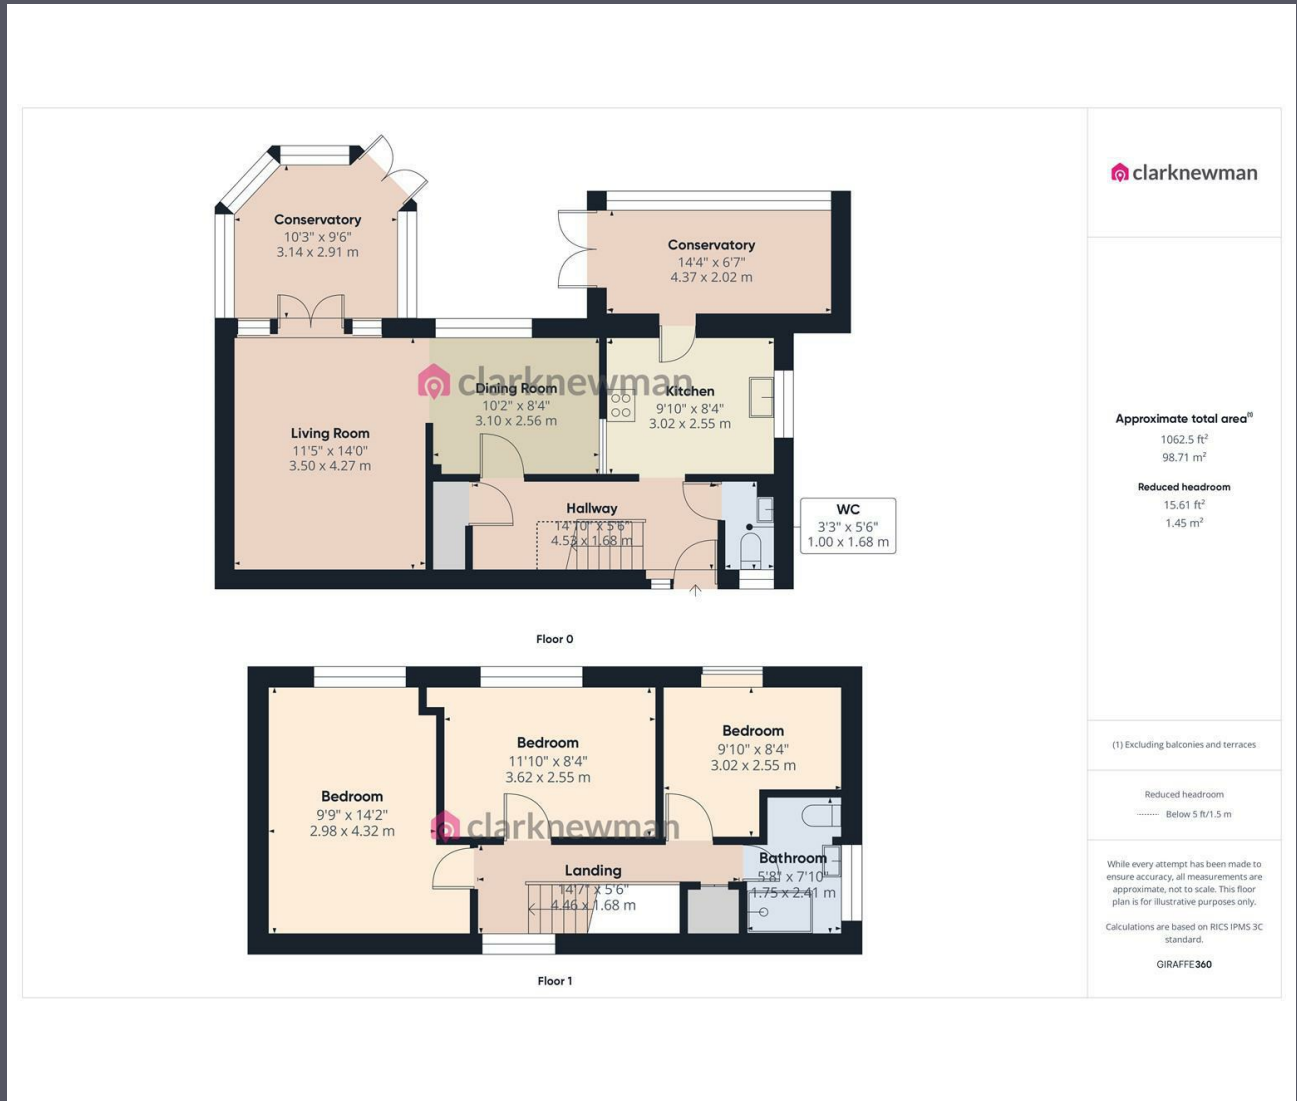 Conservatory
10'3" x 9'6"
3.14 x 2.91 m
Conservatory
14'4" x 6'7"
4.37 x 2.02 m
clarknewman
Dining Room
10'2" x 8'4"
3.10 x 2.56 m
Kitchen
9'10" x 8'4"
3.02 x 2.55 m
Living Room
11'5" x 14'0"
3.50 x 4.27 m
Hallway
14'10" x 5'6"
4.53 x 1.68 m
WC
3'3" x 5'6"
1.00 x 1.68 m
Floor 0
Bedroom
9'9" x 14'2"
2.98 x 4.32 m
Bedroom
11'10" x 8'4"
3.62 x 2.55 m
Bedroom
9'10" x 8'4"
3.02 x 2.55 m
clarknewman
Landing
14'7" x 5'6"
4.46 x 1.68 m
Bathroom
5'8" x 7'10"
1.75 x 2.41 m
Floor 1
clarknewman
Approximate total area(1)
1062.5 ft²
98.71 m²
Reduced headroom
15.61 ft²
1.45 m²
(1) Excluding balconies and terraces
Reduced headroom
Below 5 ft/1.5 m
While every attempt has been made to
ensure accuracy, all measurements are
approximate, not to scale. This floor
plan is for illustrative purposes only.
Calculations are based on RICS IPMS 3C
standard.
GIRAFFE360